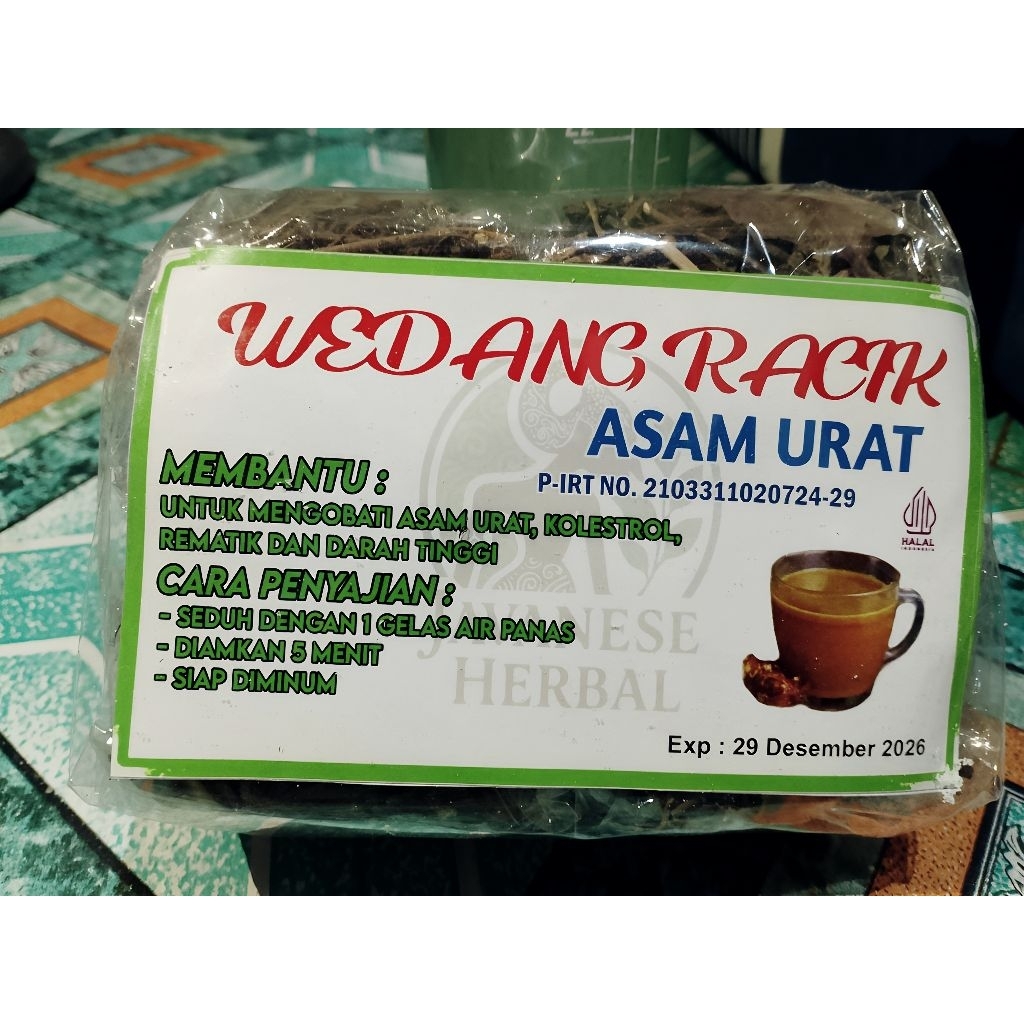 WEDANG RACIK
ASAM URAT
P-IRT NO. 2103311020724-29
MEMBANTU :
UNTUK MENGOBATI ASAM URAT, KOLESTROL,
REMATIK DAN DARAH TINGGI
CARA PENYAJIAN :
- SEDUH DENGAN 1 GELAS AIR PANAS
- DIAMKAN 5 MENIT
- SIAP DIMINUM
JAVANESE
HERBAL
HALAL
INDONESIA
Exp : 29 Desember 2026